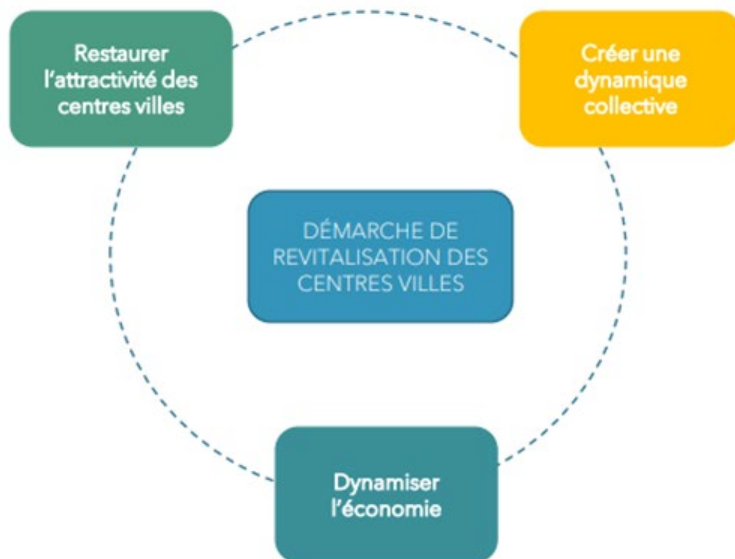 Restaurer
l'attractivité des
centres villes
Créer une
dynamique
collective
DÉMARCHE DE
REVITALISATION DES
CENTRES VILLES
Dynamiser
l'économie